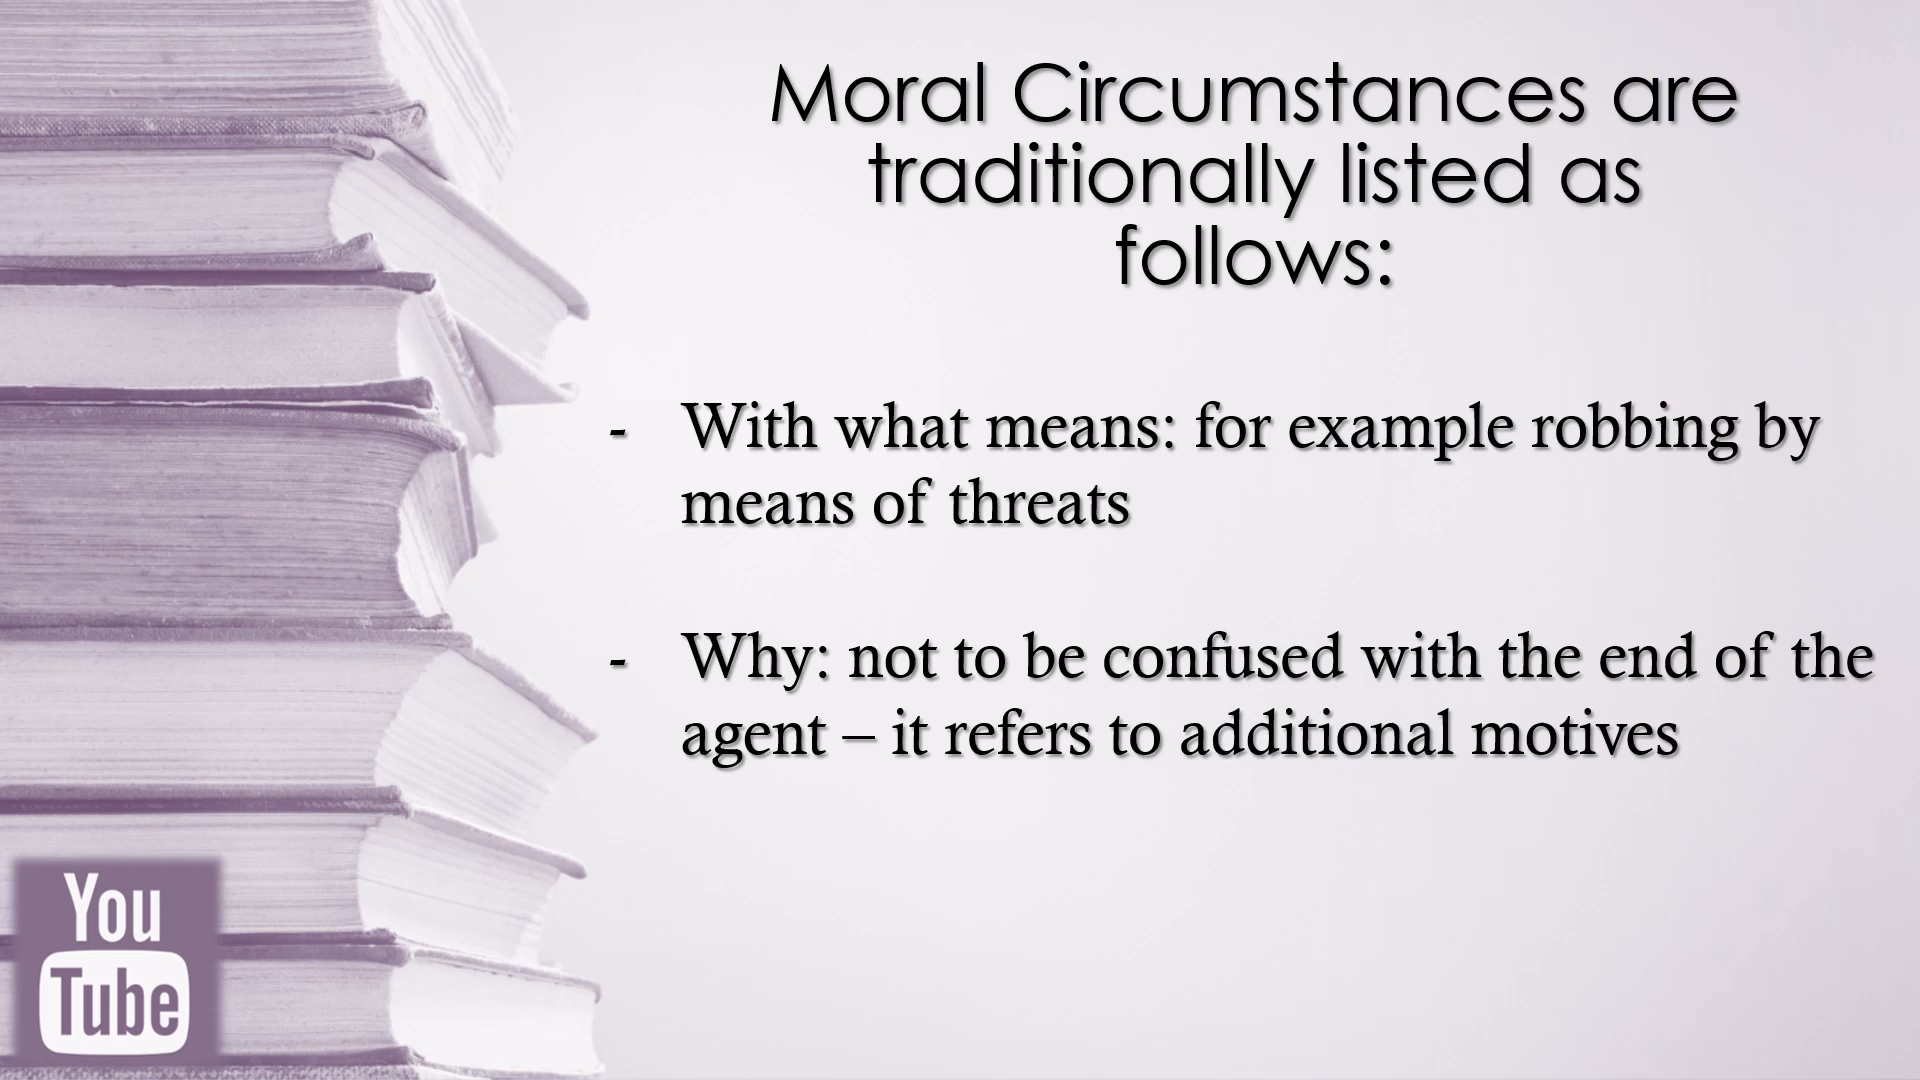 Moral Circumstances are
traditionally listed as
follows:
- With what means: for example robbing by
means of threats
- Why: not to be confused with the end of the
agent – it refers to additional motives
You
Tube